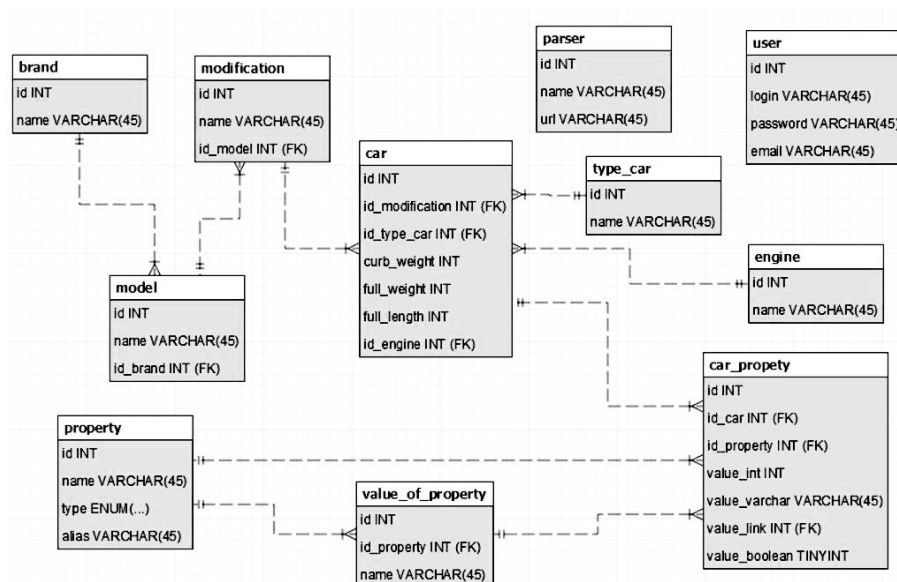 brand
id INT
name VARCHAR(45)
modification
id INT
name VARCHAR(45)
id_model INT (FK)
parser
id INT
name VARCHAR(45)
url VARCHAR(45)
user
id INT
login VARCHAR(45)
password VARCHAR(45)
email VARCHAR(45)
car
id INT
id_modification INT (FK)
id_type_car INT (FK)
curb_weight INT
full_weight INT
full_length INT
id_engine INT (FK)
type_car
id INT
name VARCHAR(45)
engine
id INT
name VARCHAR(45)
model
id INT
name VARCHAR(45)
id_brand INT (FK)
car_propety
id INT
id_car INT (FK)
id_property INT (FK)
value_int INT
value_varchar VARCHAR(45)
value_link INT (FK)
value_boolean TINYINT
property
id INT
name VARCHAR(45)
type ENUM(...)
alias VARCHAR(45)
value_of_property
id INT
id_property INT (FK)
name VARCHAR(45)